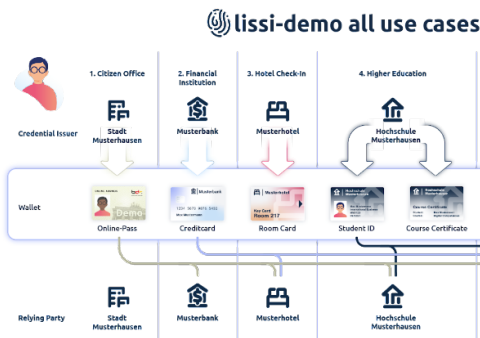 lissi-demo all use cases
1. Citizen Office
2. Financial
Institution
3. Hotel Check-In
4. Higher Education
Credential Issuer
Stadt
Musterhausen
Musterbank
Musterhotel
Hochschule
Musterhausen
Wallet
Demo
Musterbank
Musterhotel
Key Card
Room 217
Online-Pass
Creditcard
Room Card
Student ID
Course Certificate
Relying Party
Stadt
Musterhausen
Musterbank
Musterhotel
Hochschule
Musterhausen